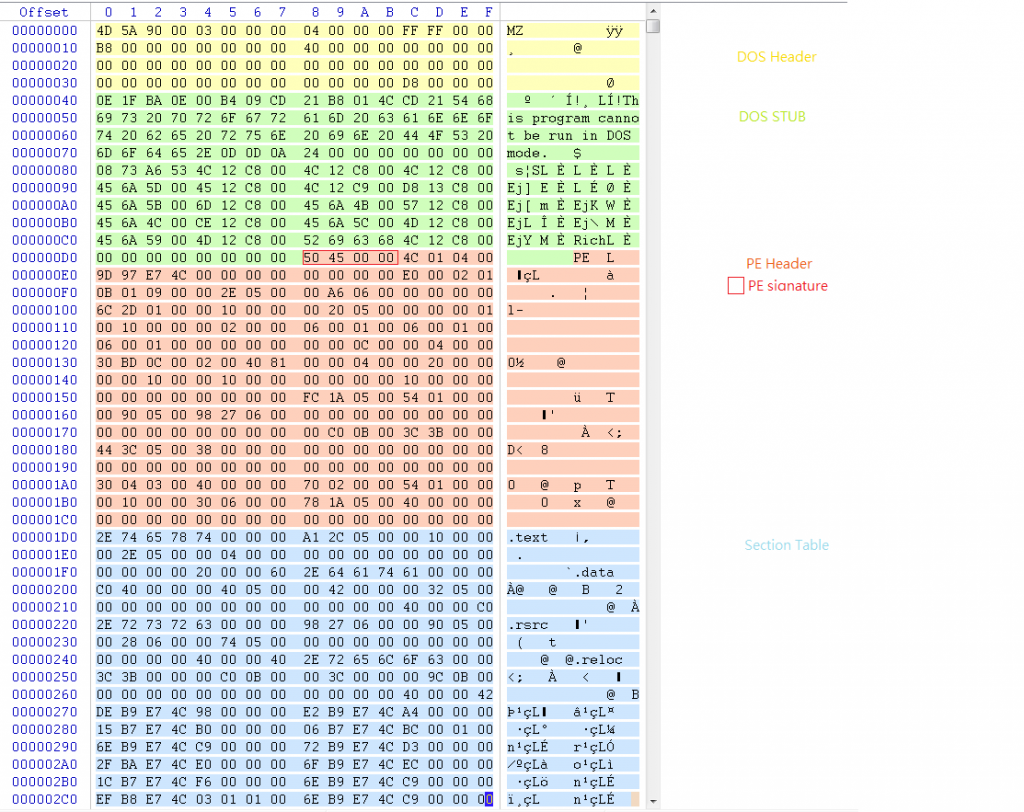 Offset 0 1 2 3 4 5 6 7 8 9 A B C D E F
00000000 4D 5A 90 00 03 00 00 00 04 00 00 00 FF FF 00 00 MZ ÿÿ
00000010 B8 00 00 00 00 00 00 00 40 00 00 00 00 00 00 00 ¸ @
DOS Header
00000020 00 00 00 00 00 00 00 00 00 00 00 00 00 00 00 00
00000030 00 00 00 00 00 00 00 00 00 00 00 00 D8 00 00 00 Ø
00000040 0E 1F BA 0E 00 B4 09 CD 21 B8 01 4C CD 21 54 68 º ´ Í!¸ LÍ!Th
00000050 69 73 20 70 72 6F 67 72 61 6D 20 63 61 6E 6E 6F is program canno
DOS STUB
00000060 74 20 62 65 20 72 75 6E 20 69 6E 20 44 4F 53 20 t be run in DOS
00000070 6D 6F 64 65 2E 0D 0D 0A 24 00 00 00 00 00 00 00 mode. $
00000080 08 73 A6 53 4C 12 C8 00 4C 12 C8 00 4C 12 C8 00 s¦SL È L È L È
00000090 45 6A 5D 00 45 12 C8 00 4C 12 C9 00 D8 13 C8 00 Ej] E È L É Ø È
000000A0 45 6A 5B 00 6D 12 C8 00 45 6A 4B 00 57 12 C8 00 Ej[ m È EjK W È
000000B0 45 6A 4C 00 CE 12 C8 00 45 6A 5C 00 4D 12 C8 00 EjL Î È Ej\ M È
000000C0 45 6A 59 00 4D 12 C8 00 52 69 63 68 4C 12 C8 00 EjY M È RichL È
000000D0 00 00 00 00 00 00 00 00 50 45 00 00 4C 01 04 00 PE L
PE Header
000000E0 9D 97 E7 4C 00 00 00 00 00 00 00 00 E0 00 02 01 çL à
PE signature
000000F0 0B 01 09 00 00 2E 05 00 00 A6 06 00 00 00 00 00 . ¦
00000100 6C 2D 01 00 00 10 00 00 00 20 05 00 00 00 00 01 l-
00000110 00 10 00 00 00 02 00 00 06 00 01 00 06 00 01 00
00000120 06 00 01 00 00 00 00 00 00 00 0C 00 00 04 00 00
00000130 30 BD 0C 00 02 00 40 81 00 00 04 00 00 20 00 00 0½ @
00000140 00 00 10 00 00 10 00 00 00 00 00 00 10 00 00 00
00000150 00 00 00 00 00 00 00 00 FC 1A 05 00 54 01 00 00 ü T
00000160 00 90 05 00 98 27 06 00 00 00 00 00 00 00 00 00 '
00000170 00 00 00 00 00 00 00 00 00 C0 0B 00 3C 3B 00 00 À <;
00000180 44 3C 05 00 38 00 00 00 00 00 00 00 00 00 00 00 D< 8
00000190 00 00 00 00 00 00 00 00 00 00 00 00 00 00 00 00
000001A0 30 04 03 00 40 00 00 00 70 02 00 00 54 01 00 00 0 @ p T
000001B0 00 10 00 00 30 06 00 00 78 1A 05 00 40 00 00 00 0 x @
000001C0 00 00 00 00 00 00 00 00 00 00 00 00 00 00 00 00
000001D0 2E 74 65 78 74 00 00 00 A1 2C 05 00 00 10 00 00 .text ¡,
Section Table
000001E0 00 2E 05 00 00 04 00 00 00 00 00 00 00 00 00 00 .
000001F0 00 00 00 00 20 00 00 60 2E 64 61 74 61 00 00 00 `.data
00000200 C0 40 00 00 00 40 05 00 00 42 00 00 00 32 05 00 À@ @ B 2
00000210 00 00 00 00 00 00 00 00 00 00 00 00 40 00 00 C0 @ À
00000220 2E 72 73 72 63 00 00 00 98 27 06 00 00 90 05 00 .rsrc '
00000230 00 28 06 00 00 74 05 00 00 00 00 00 00 00 00 00 ( t
00000240 00 00 00 00 40 00 00 40 2E 72 65 6C 6F 63 00 00 @ @.reloc
00000250 3C 3B 00 00 00 C0 0B 00 00 3C 00 00 00 9C 0B 00 <; À <
00000260 00 00 00 00 00 00 00 00 00 00 00 00 40 00 00 42 @ B
00000270 DE B9 E7 4C 98 00 00 00 E2 B9 E7 4C A4 00 00 00 Þ¹çL â¹çL¤
00000280 15 B7 E7 4C B0 00 00 00 06 B7 E7 4C BC 00 01 00 ·çL° ·çL¼
00000290 6E B9 E7 4C C9 00 00 00 72 B9 E7 4C D3 00 00 00 n¹çLÉ r¹çLÓ
000002A0 2F BA E7 4C E0 00 00 00 6F B9 E7 4C EC 00 00 00 /ºçLà o¹çLì
000002B0 1C B7 E7 4C F6 00 00 00 6E B9 E7 4C C9 00 00 00 ·çLö n¹çLÉ
000002C0 EF B8 E7 4C 03 01 01 00 6E B9 E7 4C C9 00 00 00 ï¸çL n¹çLÉ